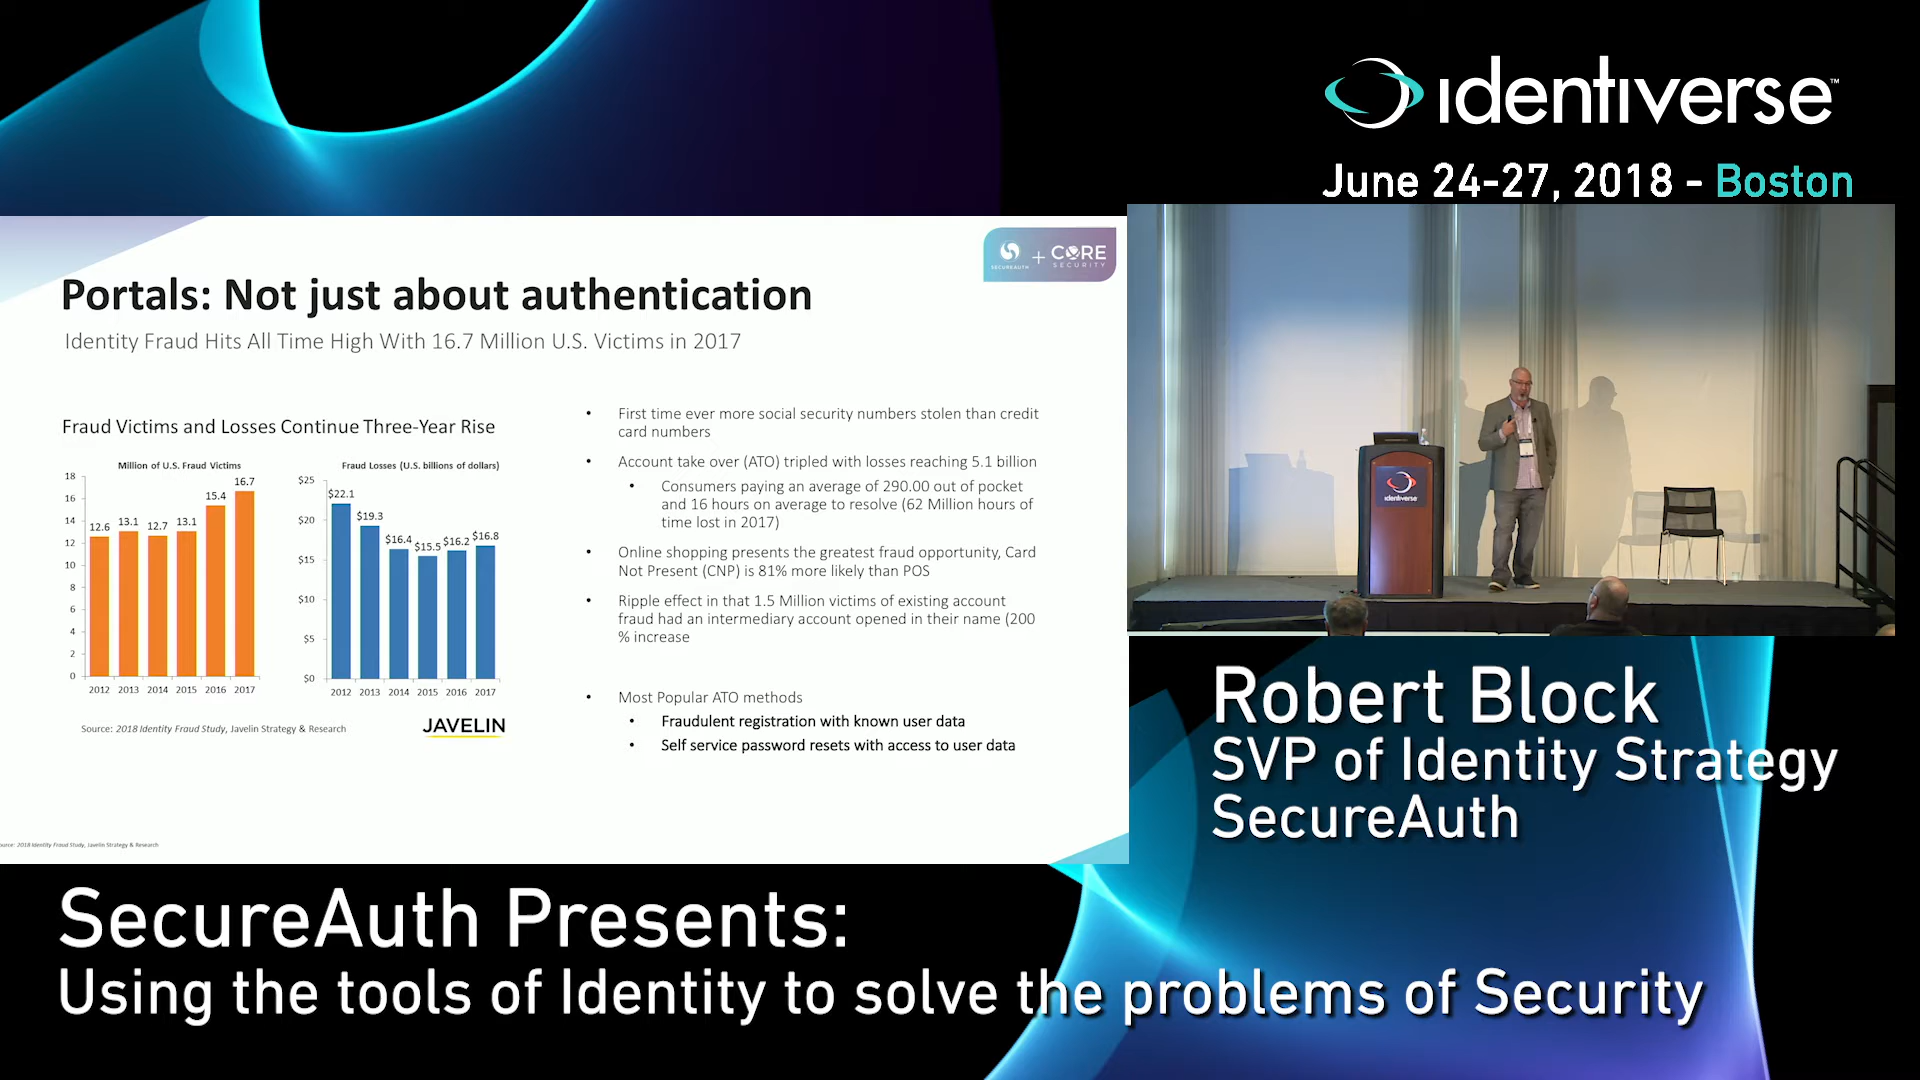 identiverse™
June 24-27, 2018 - Boston
SECUREAUTH + CORE SECURITY
Portals: Not just about authentication
Identity Fraud Hits All Time High With 16.7 Million U.S. Victims in 2017
Fraud Victims and Losses Continue Three-Year Rise
Million of U.S. Fraud Victims
18
16
14
12
10
8
6
4
2
0
12.6
13.1
12.7
13.1
15.4
16.7
2012 2013 2014 2015 2016 2017
Fraud Losses (U.S. billions of dollars)
$25
$20
$15
$10
$5
$0
$22.1
$19.3
$16.4
$15.5
$16.2
$16.8
2012 2013 2014 2015 2016 2017
Source: 2018 Identity Fraud Study, Javelin Strategy & Research
JAVELIN
• First time ever more social security numbers stolen than credit
card numbers
• Account take over (ATO) tripled with losses reaching 5.1 billion
• Consumers paying an average of 290.00 out of pocket
and 16 hours on average to resolve (62 Million hours of
time lost in 2017)
• Online shopping presents the greatest fraud opportunity, Card
Not Present (CNP) is 81% more likely than POS
• Ripple effect in that 1.5 Million victims of existing account
fraud had an intermediary account opened in their name (200
% increase
• Most Popular ATO methods
• Fraudulent registration with known user data
• Self service password resets with access to user data
ource: 2018 Identity Fraud Study, Javelin Strategy & Research
identiverse
Robert Block
SVP of Identity Strategy
SecureAuth
SecureAuth Presents:
Using the tools of Identity to solve the problems of Security